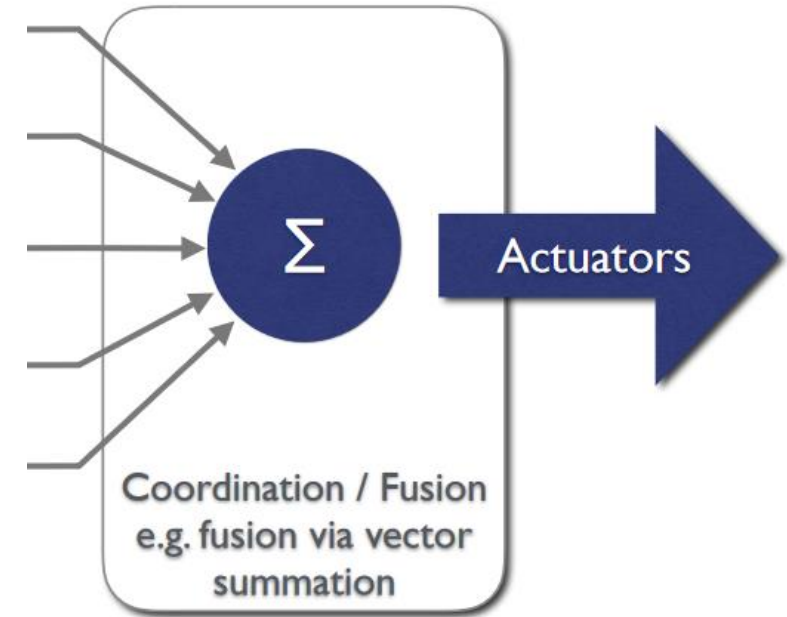 Σ
Actuators
Coordination / Fusion
e.g. fusion via vector
summation